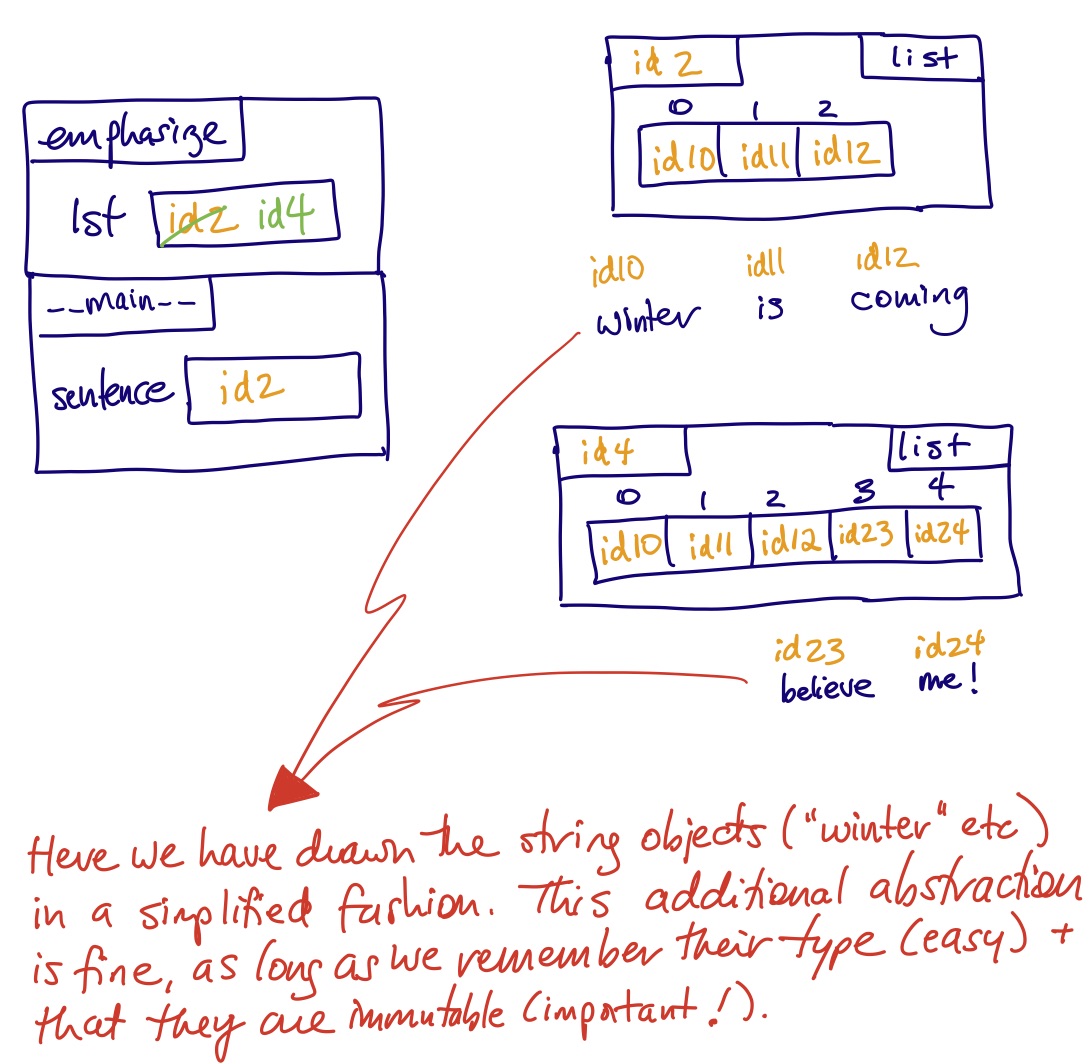 emphasize
lst id2 id4
__main__
sentence id2
id2 list
0 1 2
id10 id11 id12
id10 id11 id12
winter is coming
id4 list
0 1 2 3 4
id10 id11 id12 id23 id24
id23 id24
believe me!
Here we have drawn the string objects ("winter" etc)
in a simplified fashion. This additional abstraction
is fine, as long as we remember their type (easy) +
that they are immutable (important!).